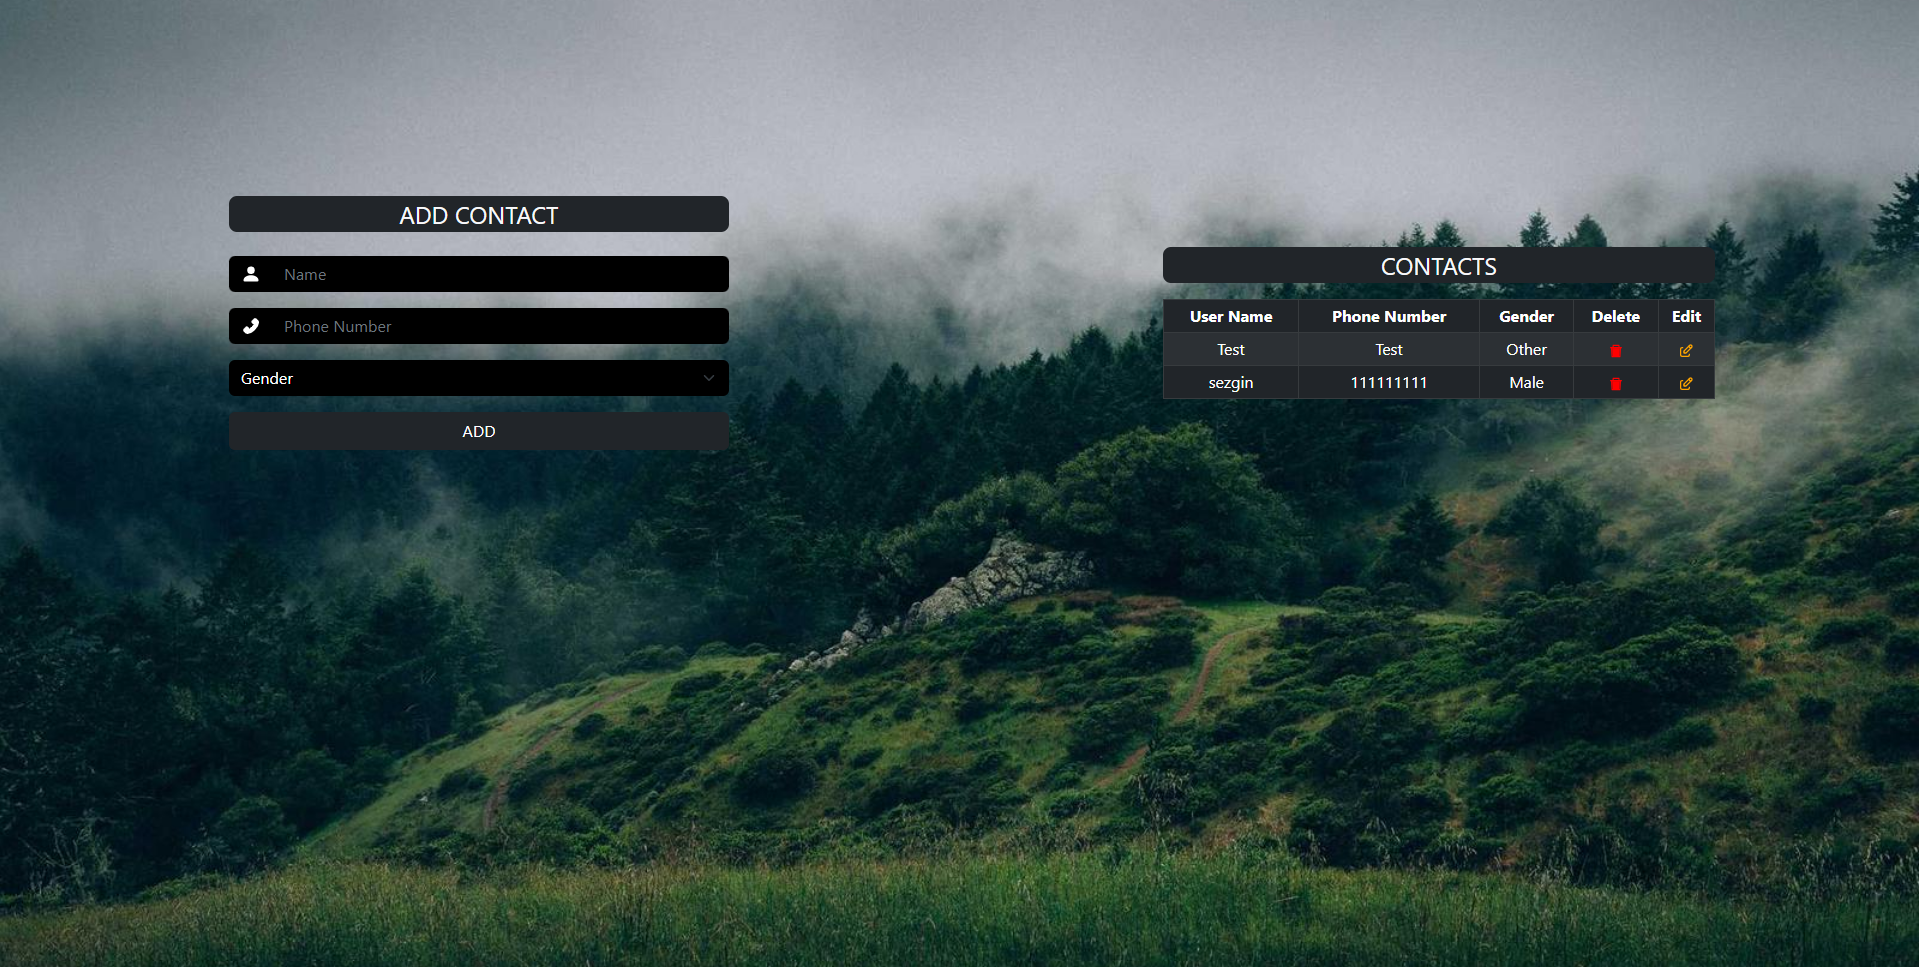 ADD CONTACT
Name
Phone Number
Gender
ADD
CONTACTS
User Name Phone Number Gender Delete Edit
Test Test Other
sezgin 111111111 Male